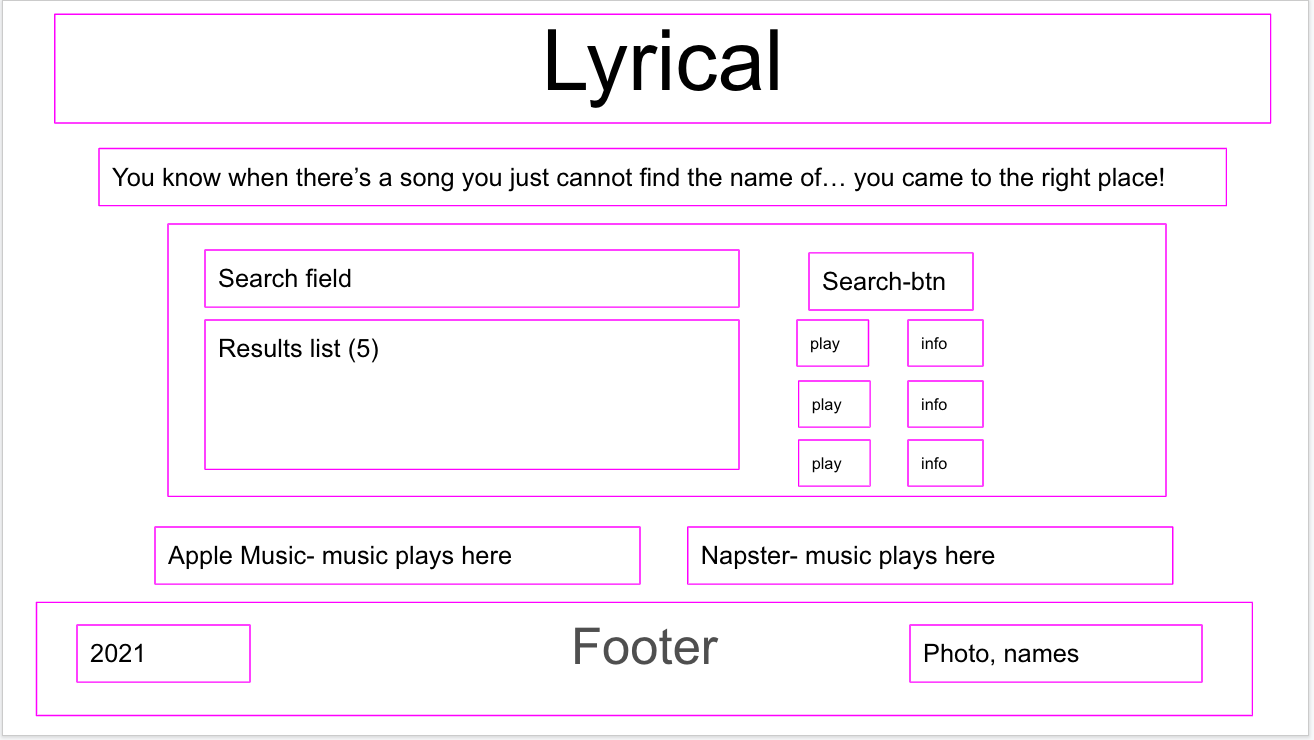 Lyrical
You know when there’s a song you just cannot find the name of… you came to the right place!
Search field
Search-btn
Results list (5)
play
info
play
info
play
info
Apple Music- music plays here
Napster- music plays here
2021
Footer
Photo, names